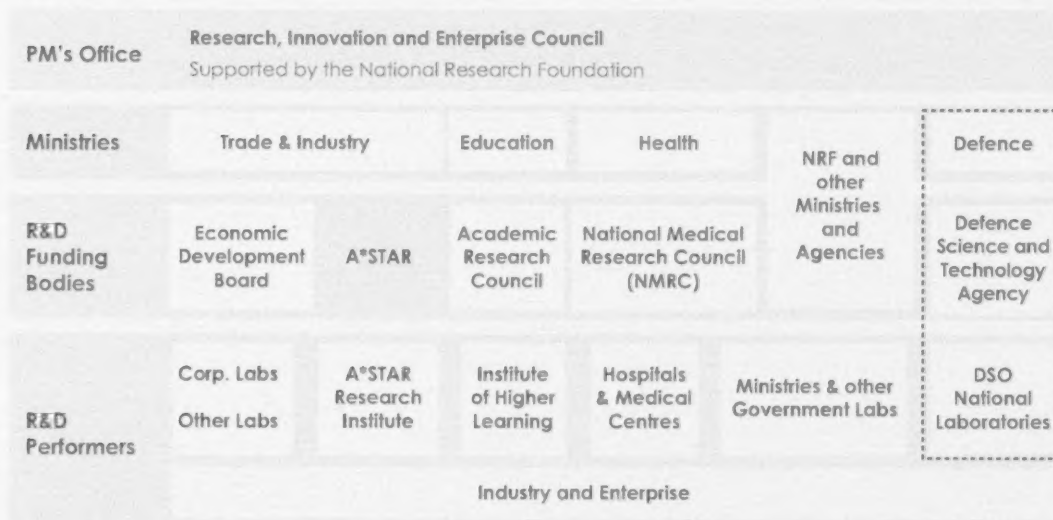 PM's Office
Research, Innovation and Enterprise Council
Supported by the National Research Foundation
Ministries
Trade & Industry
Education
Health
NRF and
other
Ministries
and
Agencies
Defence
R&D
Funding
Bodies
Economic
Development
Board
A*STAR
Academic
Research
Council
National Medical
Research Council
(NMRC)
Defence
Science and
Technology
Agency
R&D
Performers
Corp. Labs
Other Labs
A*STAR
Research
Institute
Institute
of Higher
Learning
Hospitals
& Medical
Centres
Ministries & other
Government Labs
DSO
National
Laboratories
Industry and Enterprise